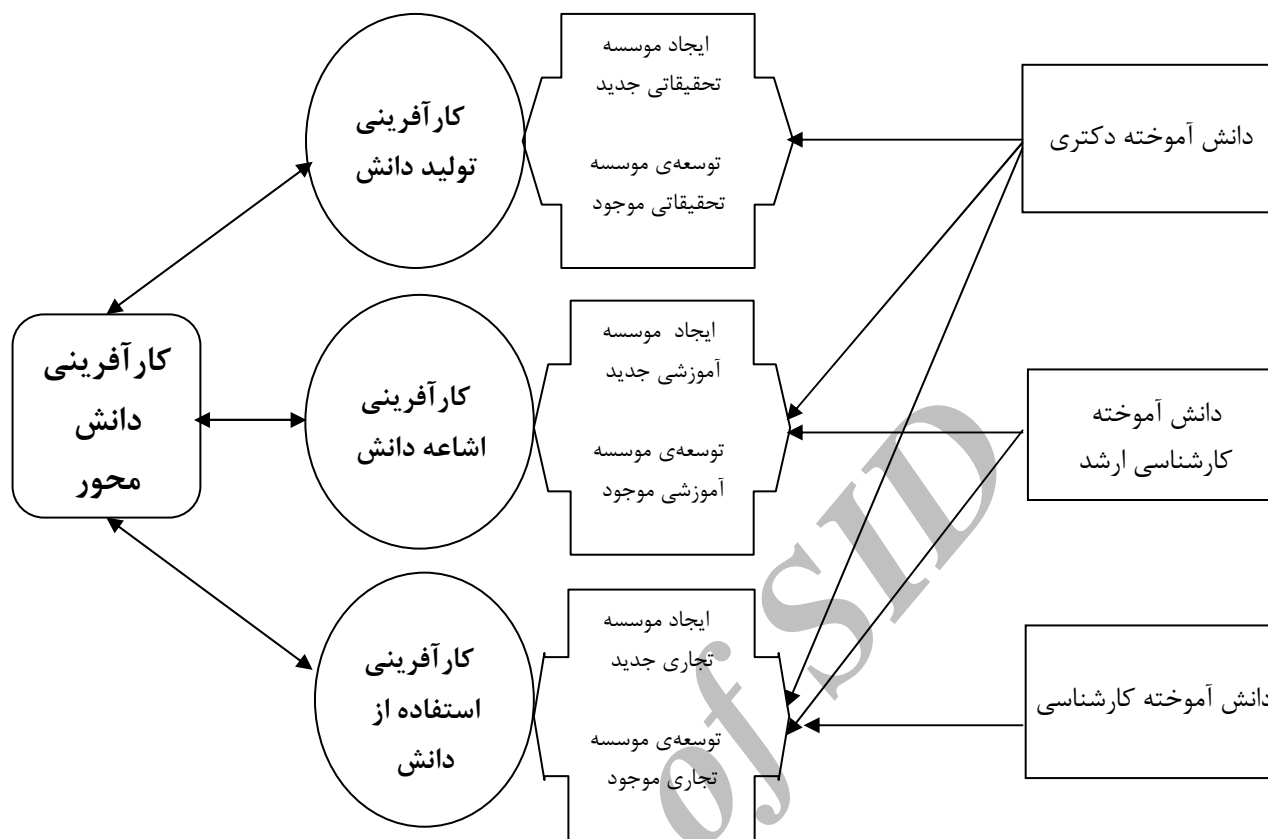 دانش آموخته دکتری
دانش آموخته
کارشناسی ارشد
دانش آموخته کارشناسی
ایجاد موسسه
تحقیقاتی جدید
توسعه‌ی موسسه
تحقیقاتی موجود
ایجاد موسسه
آموزشی جدید
توسعه‌ی موسسه
آموزشی موجود
ایجاد موسسه
تجاری جدید
توسعه‌ی موسسه
تجاری موجود
کارآفرینی
تولید دانش
کارآفرینی
اشاعه دانش
کارآفرینی
استفاده از
دانش
کارآفرینی
دانش
محور
of SID